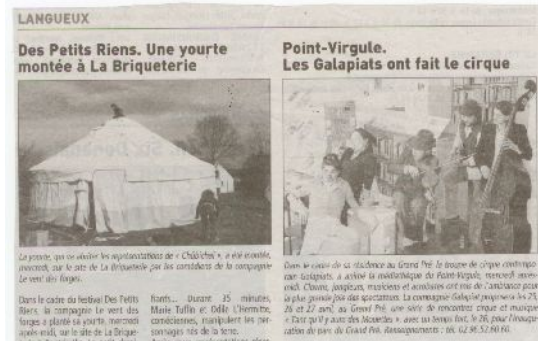 LANGUEUX
Des Petits Riens. Une yourte
montée à La Briqueterie
La yourte, qui va abriter les représentations de « Chûbichaï », a été montée,
mercredi, sur le site de La Briqueterie par les comédiens de la compagnie
Le vent des forges.
Dans le cadre du festival Des Petits
Riens, la compagnie Le vent des
forges a planté sa yourte, mercredi
après-midi, sur le site de La Brique-
fiants... Durant 35 minutes,
Marie Tuffin et Odile L'Hermitte,
comédiennes, manipulent les per-
sonnages nés de la terre.
Point-Virgule.
Les Galapiats ont fait le cirque
Dans le cadre de sa résidence au Grand Pré, la troupe de cirque contempo-
rain Galapiats, a animé la médiathèque du Point-Virgule, mercredi après-
midi. Clowns, jongleurs, musiciens et acrobates ont mis de l'ambiance pour
la plus grande joie des spectateurs. La compagnie Galapiat proposera les 25,
26 et 27 avril, au Grand Pré, une série de rencontres cirque et musique
« Tant qu'il y aura des Mouettes », avec un temps fort, le 26, pour l'inaugu-
ration du parc du Grand Pré. Renseignements : tél. 02.96.52.60.60.